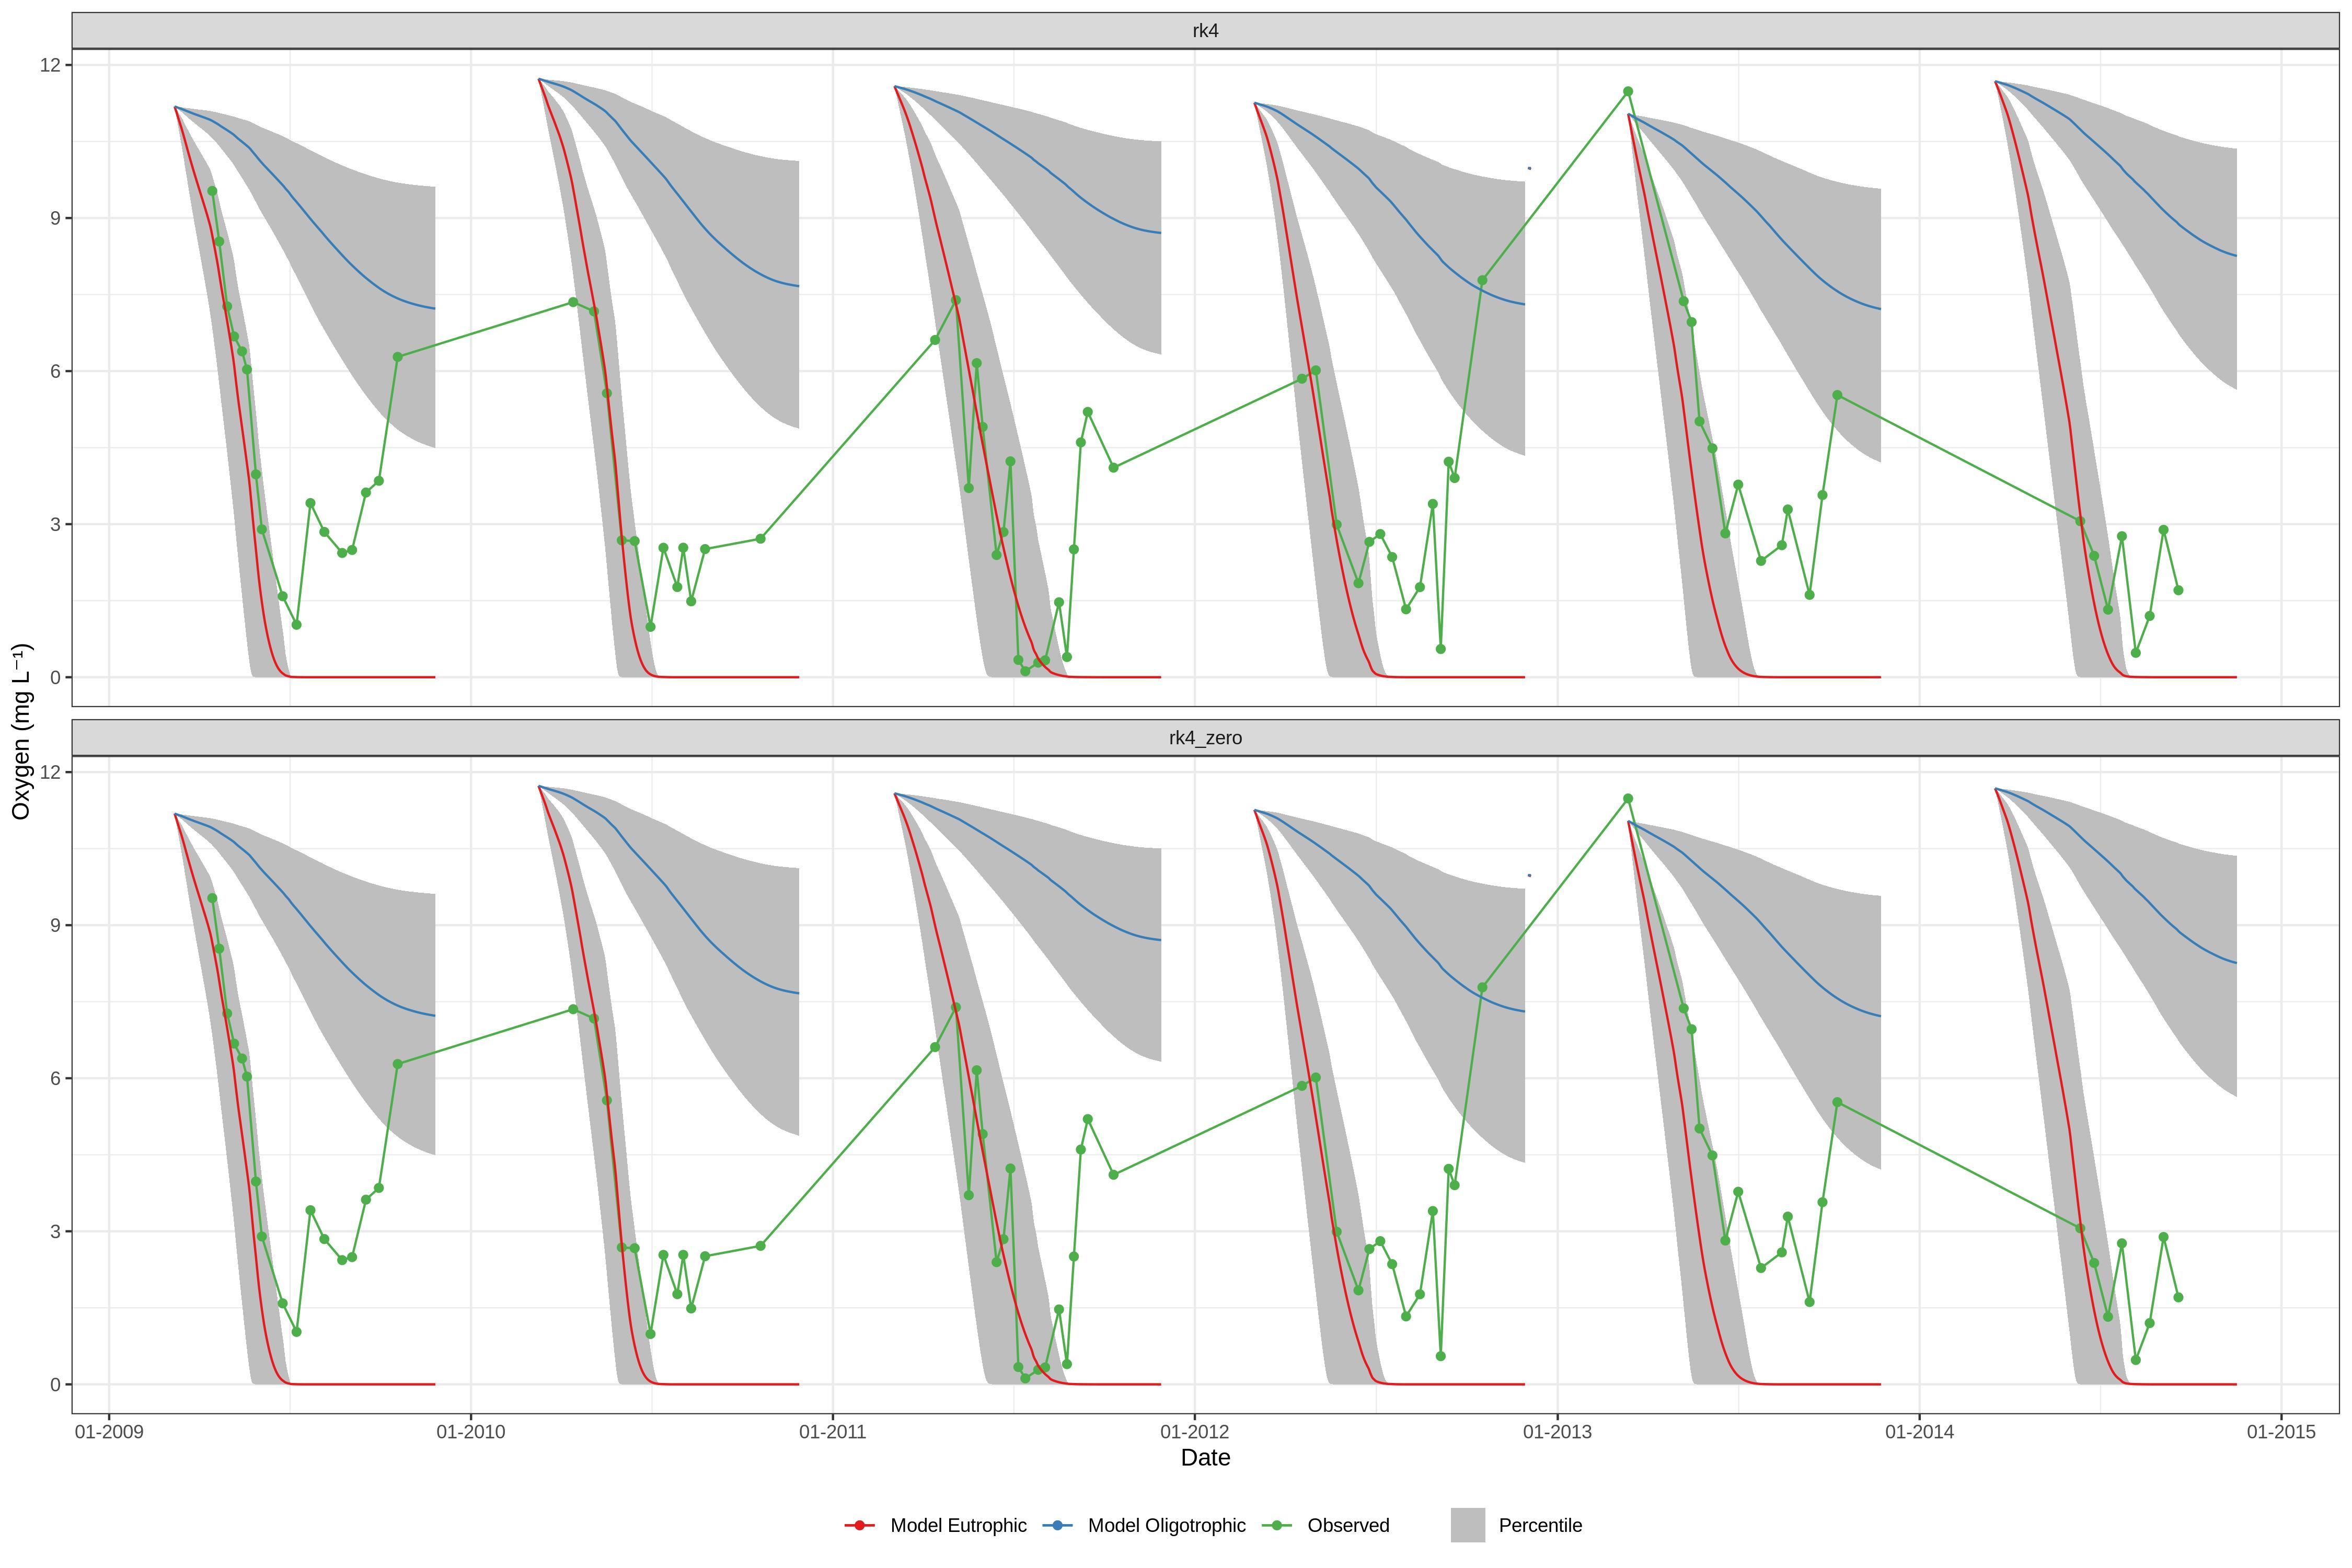 rk4
12
9
6
3
0
rk4_zero
12
9
6
3
0
Oxygen (mg L⁻¹)
01-2009 01-2010 01-2011 01-2012 01-2013 01-2014 01-2015
Date
Model Eutrophic Model Oligotrophic Observed Percentile